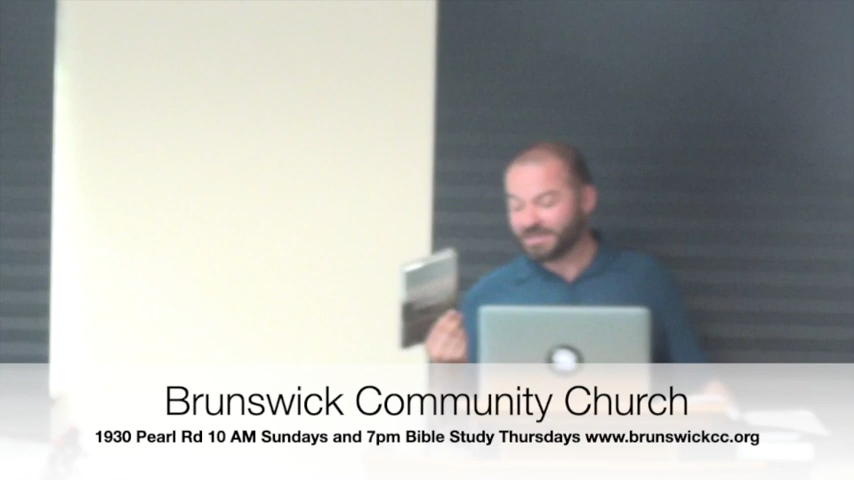 Brunswick Community Church
1930 Pearl Rd 10 AM Sundays and 7pm Bible Study Thursdays www.brunswickcc.org